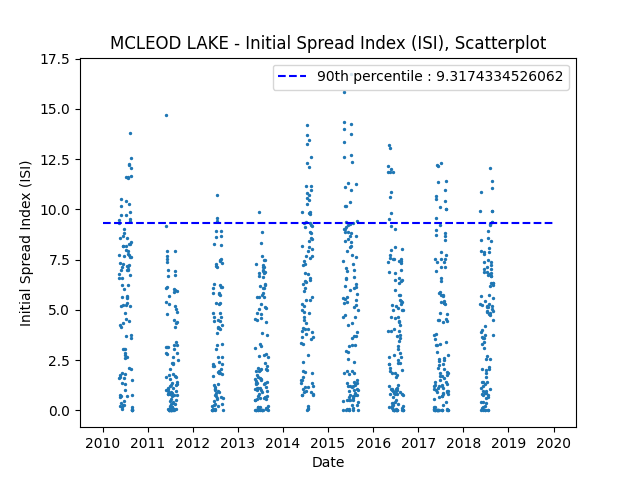 MCLEOD LAKE - Initial Spread Index (ISI), Scatterplot
90th percentile : 9.3174334526062
17.5
15.0
12.5
10.0
7.5
5.0
2.5
0.0
Initial Spread Index (ISI)
2010 2011 2012 2013 2014 2015 2016 2017 2018 2019 2020
Date